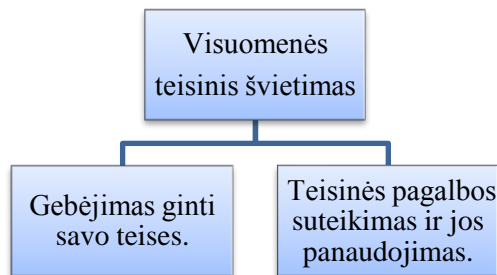 Visuomenės
teisinis švietimas
Gebėjimas ginti
savo teises.
Teisinės pagalbos
suteikimas ir jos
panaudojimas.